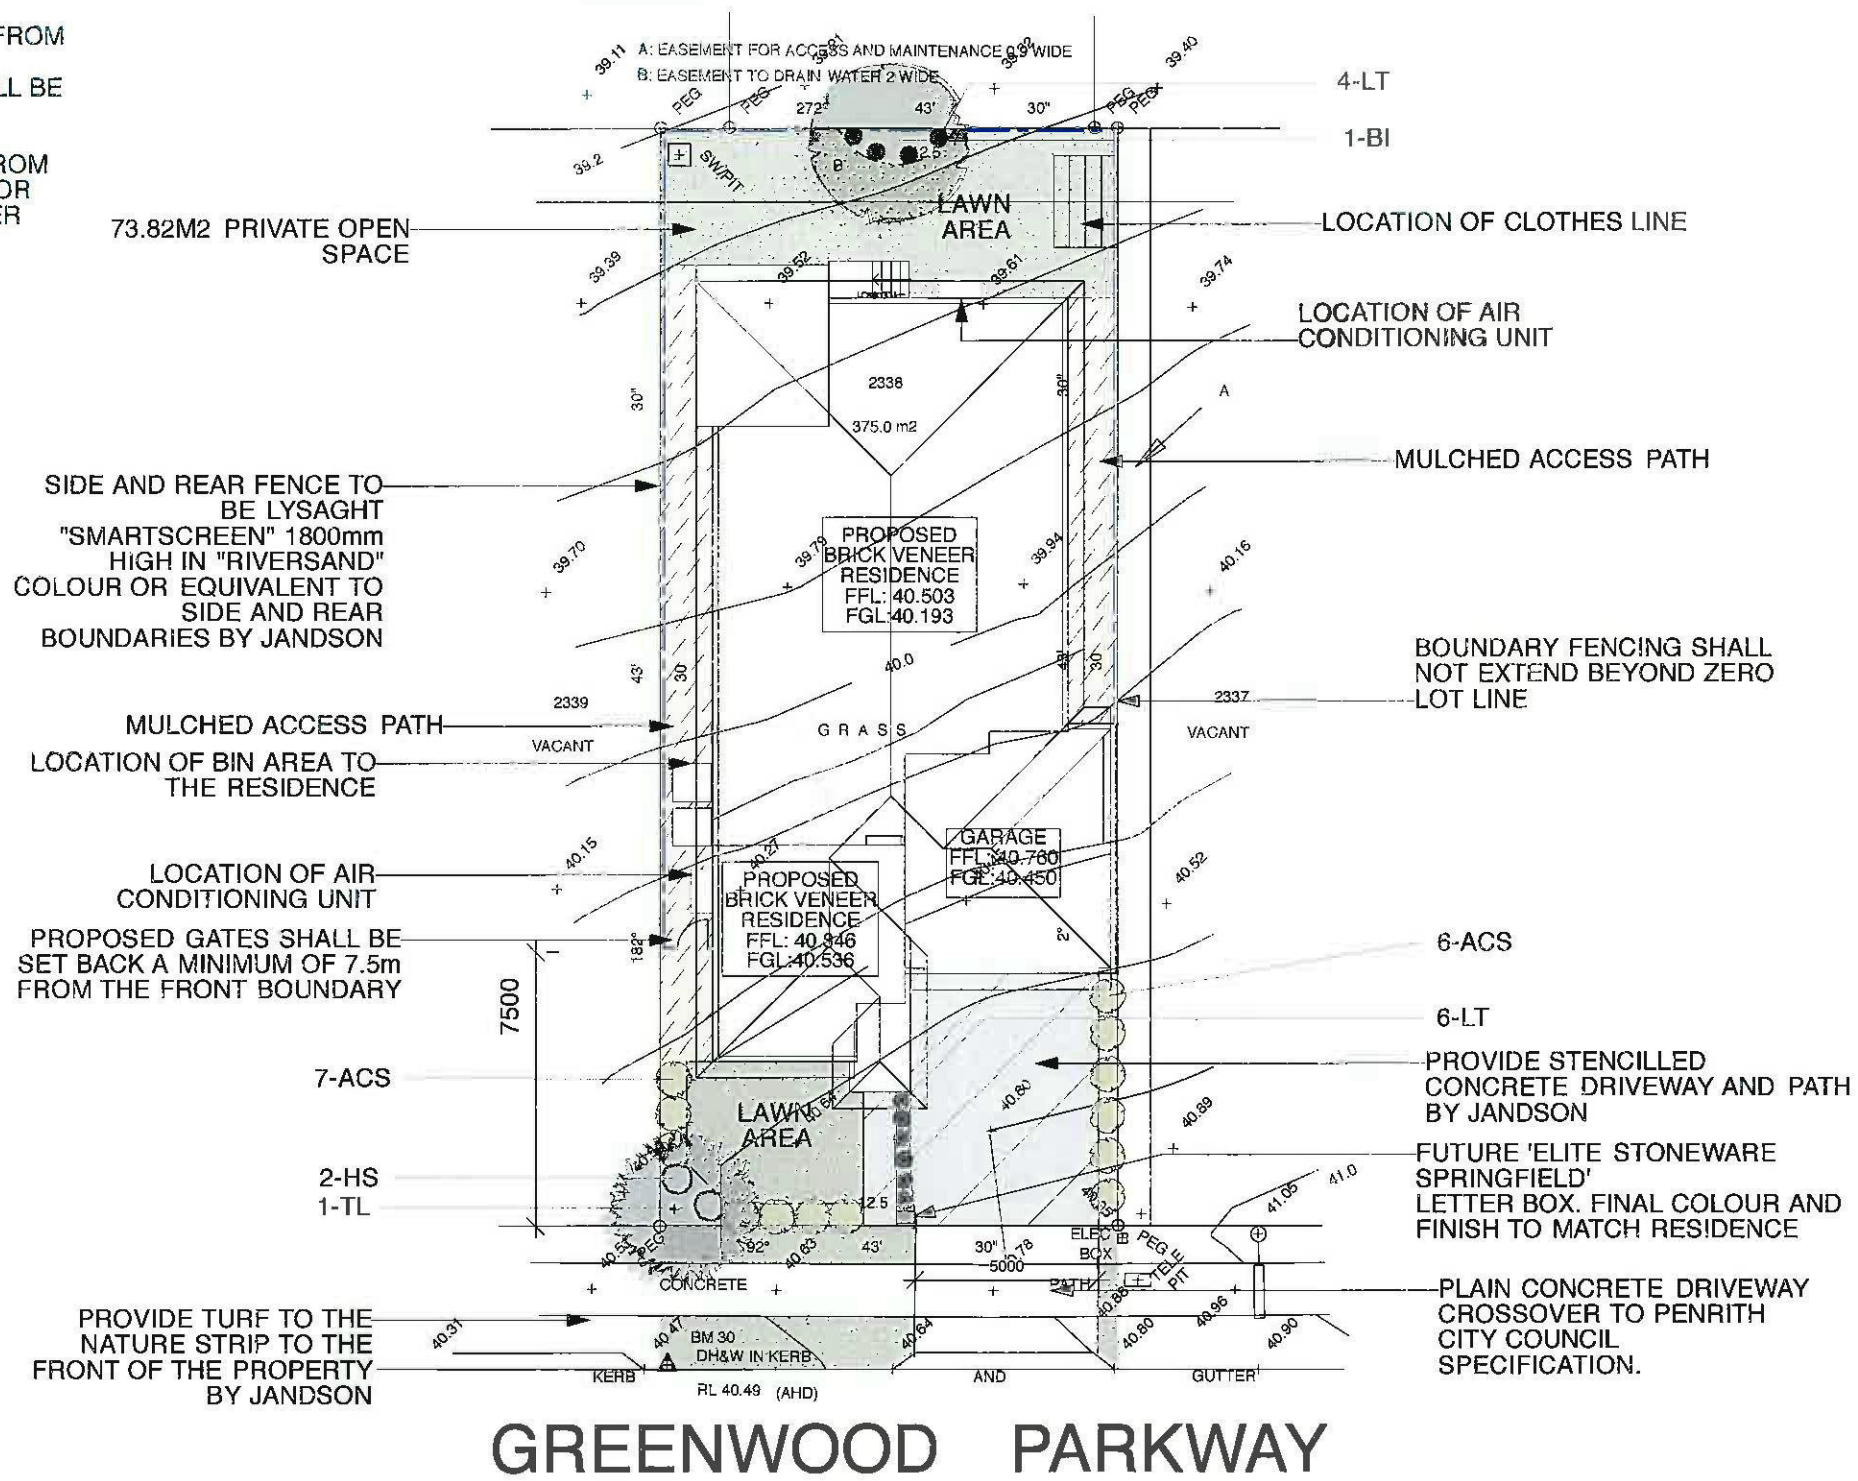 FROM
LL BE
ROM
OR
ER
A: EASEMENT FOR ACCESS AND MAINTENANCE 0.9 WIDE
B: EASEMENT TO DRAIN WATER 2 WIDE
39.11
39.40
4-LT
1-BI
PEG
PEG
272°
43'
30"
PEG
PEG
39.2
SW/PIT
B
2.5
LAWN
AREA
73.82M2 PRIVATE OPEN
SPACE
LOCATION OF CLOTHES LINE
39.39
39.52
39.61
39.74
LOCATION OF AIR
CONDITIONING UNIT
30"
2338
30"
A
375.0 m2
MULCHED ACCESS PATH
SIDE AND REAR FENCE TO
BE LYSAGHT
"SMARTSCREEN" 1800mm
HIGH IN "RIVERSAND"
COLOUR OR EQUIVALENT TO
SIDE AND REAR
BOUNDARIES BY JANDSON
39.70
39.79
39.94
40.16
PROPOSED
BRICK VENEER
RESIDENCE
FFL: 40.503
FGL:40.193
43'
30'
40.0
43'
30'
BOUNDARY FENCING SHALL
NOT EXTEND BEYOND ZERO
LOT LINE
2339
VACANT
2337
VACANT
GRASS
MULCHED ACCESS PATH
LOCATION OF BIN AREA TO
THE RESIDENCE
40.15
40.27
40.52
GARAGE
FFL:40.760
FGL:40.450
LOCATION OF AIR
CONDITIONING UNIT
PROPOSED
BRICK VENEER
RESIDENCE
FFL: 40.846
FGL:40.536
PROPOSED GATES SHALL BE
SET BACK A MINIMUM OF 7.5m
FROM THE FRONT BOUNDARY
182°
2°
7500
6-ACS
6-LT
PROVIDE STENCILLED
CONCRETE DRIVEWAY AND PATH
BY JANDSON
7-ACS
40.64
40.60
40.89
LAWN
AREA
FUTURE 'ELITE STONEWARE
SPRINGFIELD'
LETTER BOX. FINAL COLOUR AND
FINISH TO MATCH RESIDENCE
2-HS
1-TL
12.5
41.05
41.0
PEG
92°
40.63
43'
30"
ELEC
BOX
PEG
TELE
PIT
5000
CONCRETE
PATH
PLAIN CONCRETE DRIVEWAY
CROSSOVER TO PENRITH
CITY COUNCIL
SPECIFICATION.
PROVIDE TURF TO THE
NATURE STRIP TO THE
FRONT OF THE PROPERTY
BY JANDSON
40.31
40.47
40.64
40.88
40.80
40.96
40.90
BM 30
DH&W IN KERB
KERB
AND
GUTTER
RL 40.49 (AHD)
GREENWOOD PARKWAY